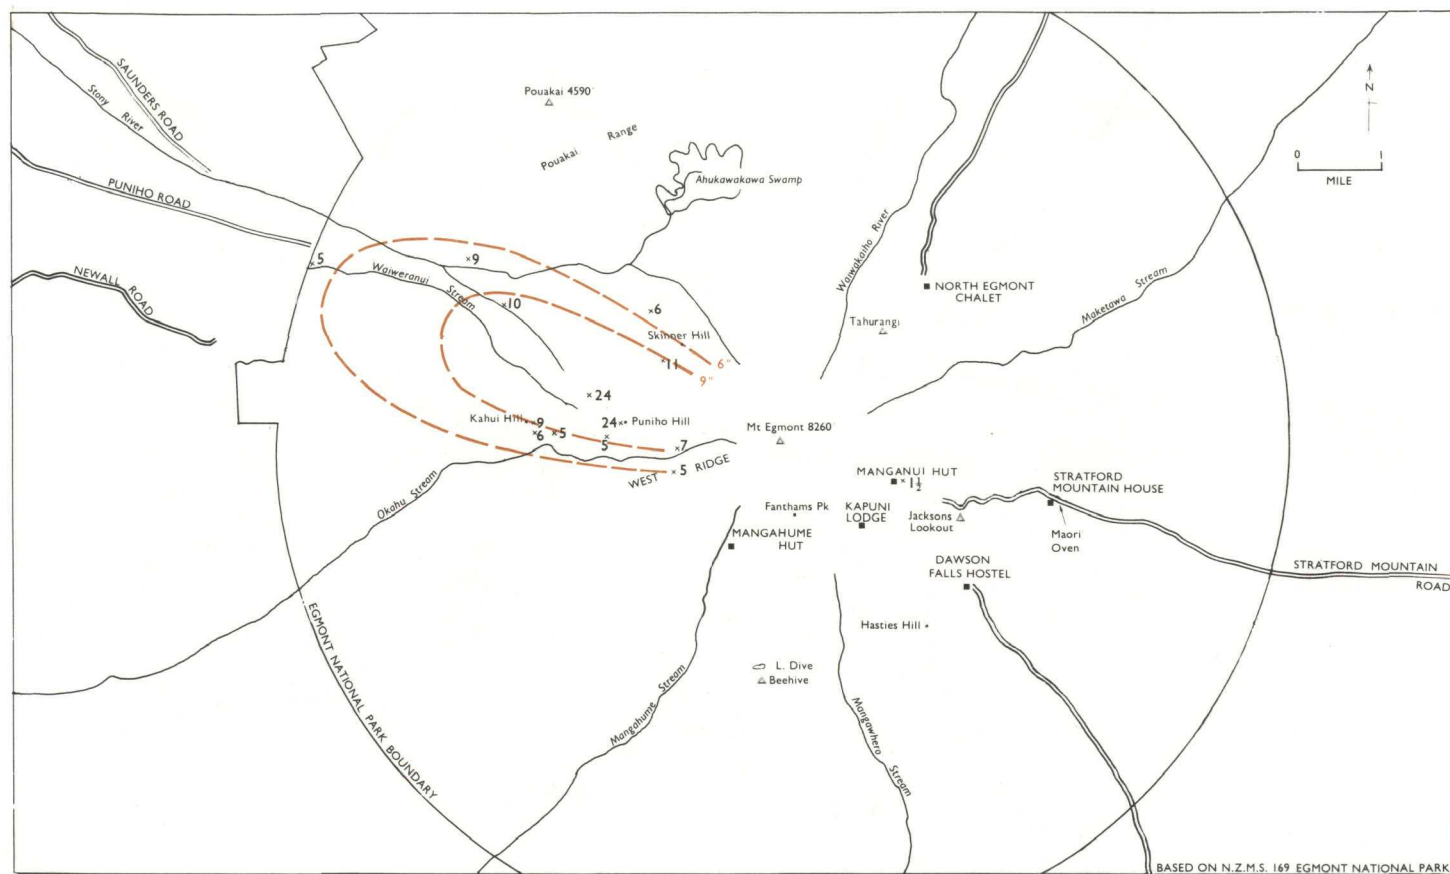 SAUNDERS ROAD
Stony River
Pouakai 4590'
Pouakai Range
N
0 1
MILE
PUNIHO ROAD
Ahukawakawa Swamp
Waiwakaiho River
NEWALL ROAD
×5
Waiweranui Stream
×9
×10
×6
Skinner Hill
×11
6"
9"
NORTH EGMONT
CHALET
Maketawa Stream
Tahurangi
×24
Kahui Hill
×9
×6
×5
24×
Puniho Hill
×
5
×7
×5
WEST RIDGE
Mt Egmont 8260'
MANGANUI HUT
×1½
STRATFORD
MOUNTAIN HOUSE
Okahu Stream
Fanthams Pk
KAPUNI
LODGE
Jacksons
Lookout
Maori
Oven
MANGAHUME
HUT
DAWSON
FALLS HOSTEL
STRATFORD MOUNTAIN
ROAD
EGMONT NATIONAL PARK BOUNDARY
Hasties Hill
L. Dive
Beehive
Mangahume Stream
Mangawhero Stream
BASED ON N.Z.M.S. 169 EGMONT NATIONAL PARK